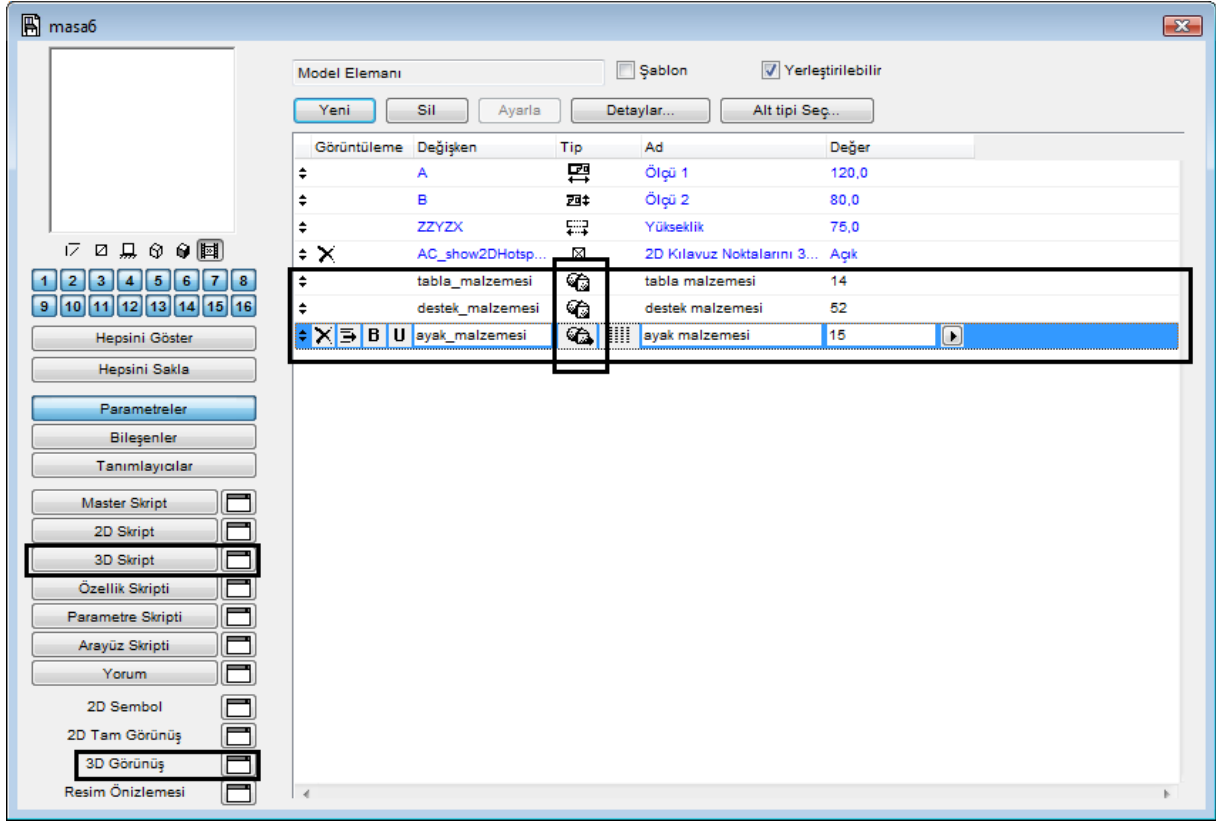 masa6
Model Elemanı Şablon Yerleştirilebilir
Yeni Sil Ayarla Detaylar... Alt tipi Seç...
Görüntüleme Değişken Tip Ad Değer
A Ölçü 1 120,0
B Ölçü 2 80,0
ZZYZX Yükseklik 75,0
AC_show2DHotsp... 2D Kılavuz Noktalarını 3... Açık
tabla_malzemesi tabla malzemesi 14
destek_malzemesi destek malzemesi 52
B U ayak_malzemesi ayak malzemesi 15
1 2 3 4 5 6 7 8
9 10 11 12 13 14 15 16
Hepsini Göster
Hepsini Sakla
Parametreler
Bileşenler
Tanımlayıcılar
Master Skript
2D Skript
3D Skript
Özellik Skripti
Parametre Skripti
Arayüz Skripti
Yorum
2D Sembol
2D Tam Görünüş
3D Görünüş
Resim Önizlemesi